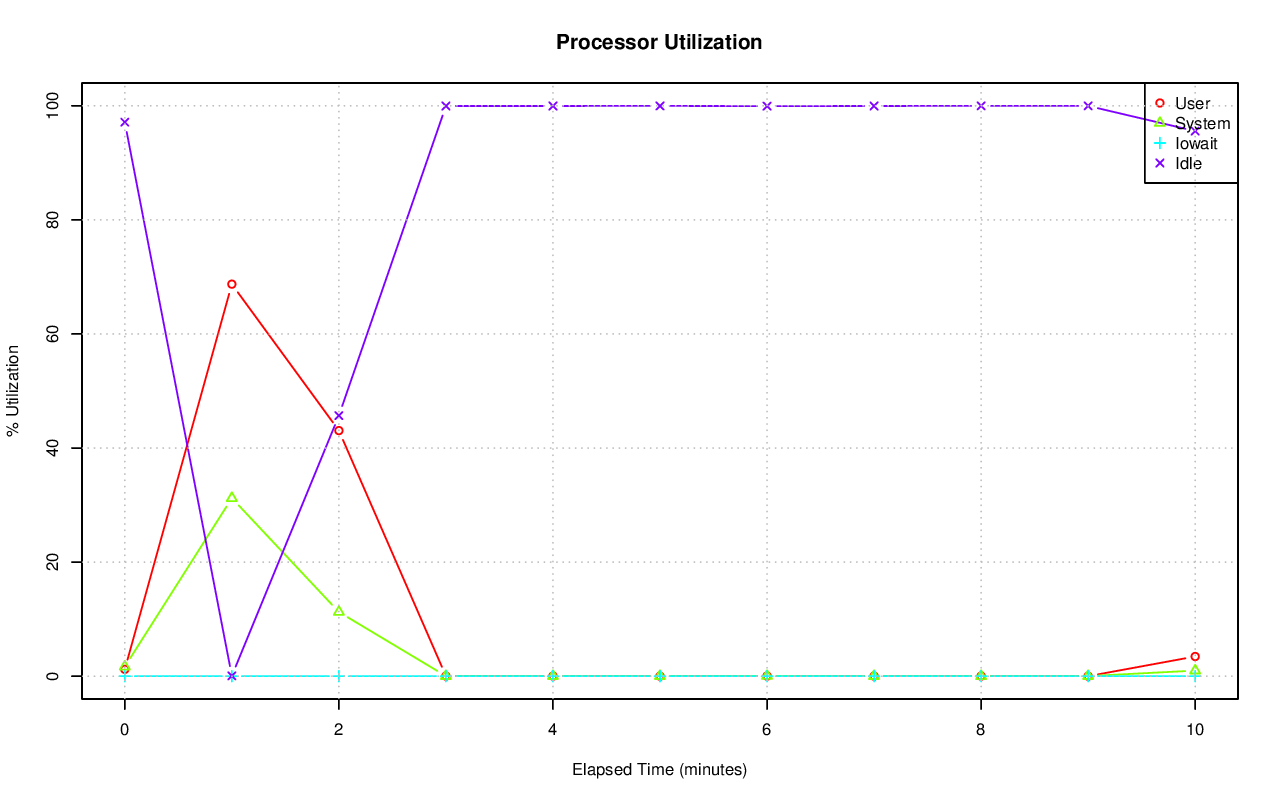 Processor Utilization
100
80
60
40
20
0
% Utilization
User
System
Iowait
Idle
0 2 4 6 8 10
Elapsed Time (minutes)